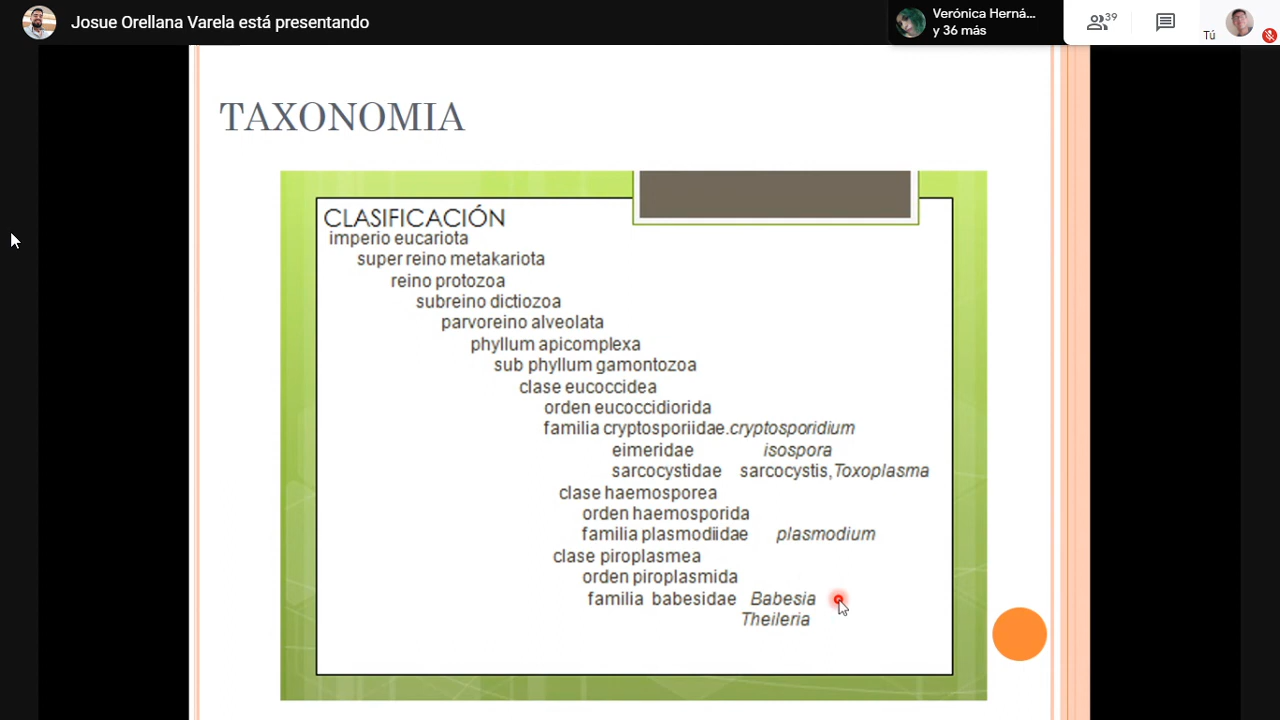 Josue Orellana Varela está presentando
Verónica Herná...
y 36 más
39
Tú
TAXONOMIA
CLASIFICACIÓN
imperio eucariota
super reino metakariota
reino protozoa
subreino dictiozoa
parvoreino alveolata
phyllum apicomplexa
sub phyllum gamontozoa
clase eucoccidea
orden eucoccidiorida
familia cryptosporiidae.cryptosporidium
eimeridae isospora
sarcocystidae sarcocystis,Toxoplasma
clase haemosporea
orden haemosporida
familia plasmodiidae plasmodium
clase piroplasmea
orden piroplasmida
familia babesidae Babesia
Theileria